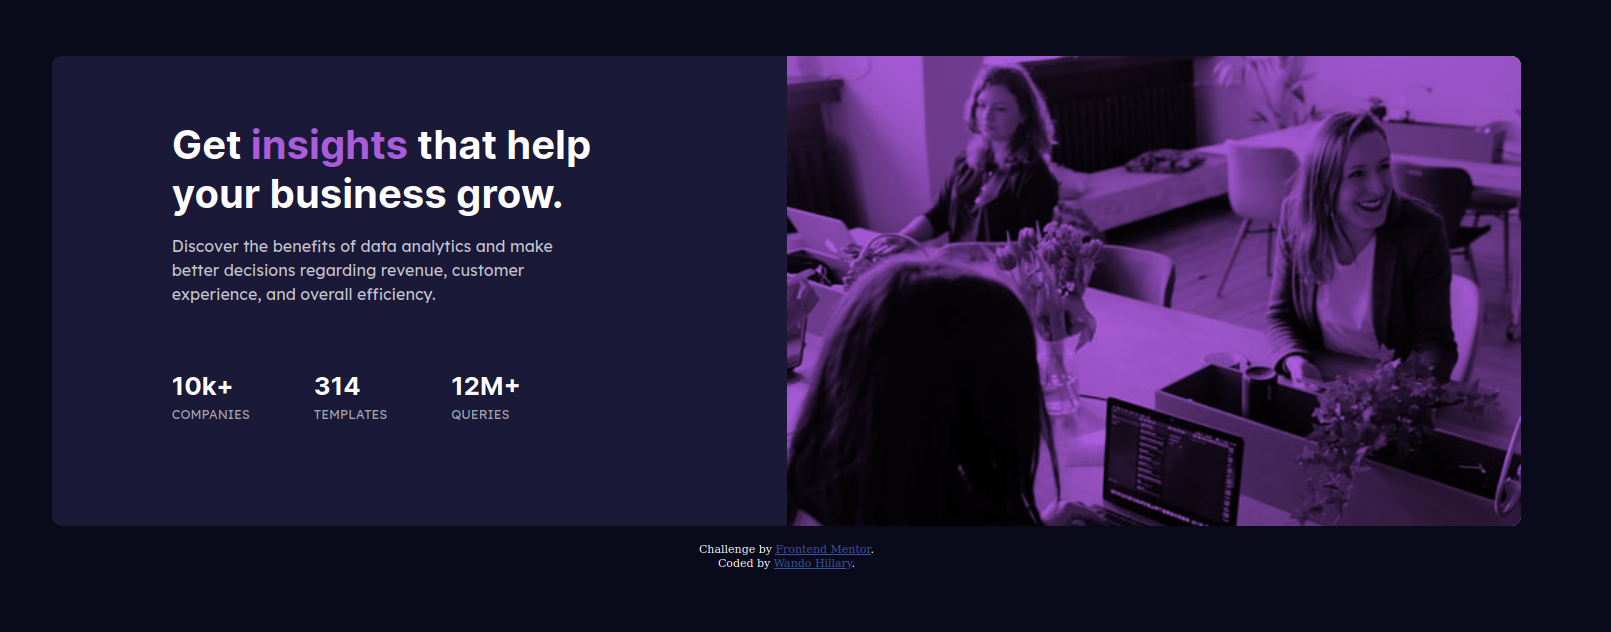 Get insights that help
your business grow.
Discover the benefits of data analytics and make
better decisions regarding revenue, customer
experience, and overall efficiency.
10k+ 314 12M+
COMPANIES TEMPLATES QUERIES
Challenge by Frontend Mentor.
Coded by Wando Hillary.